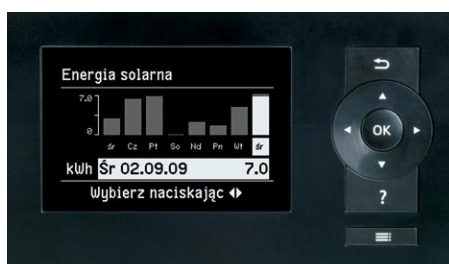 Energia solarna
7.0
0
śr Cz Pt So Nd Pn Wt śr
kWh Śr 02.09.09 7.0
Wybierz naciskając
OK
?